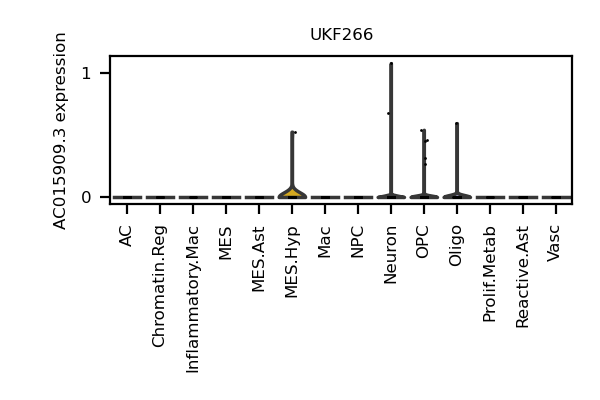 UKF266
AC015909.3 expression
1
0
AC
Chromatin.Reg
Inflammatory.Mac
MES
MES.Ast
MES.Hyp
Mac
NPC
Neuron
OPC
Oligo
Prolif.Metab
Reactive.Ast
Vasc